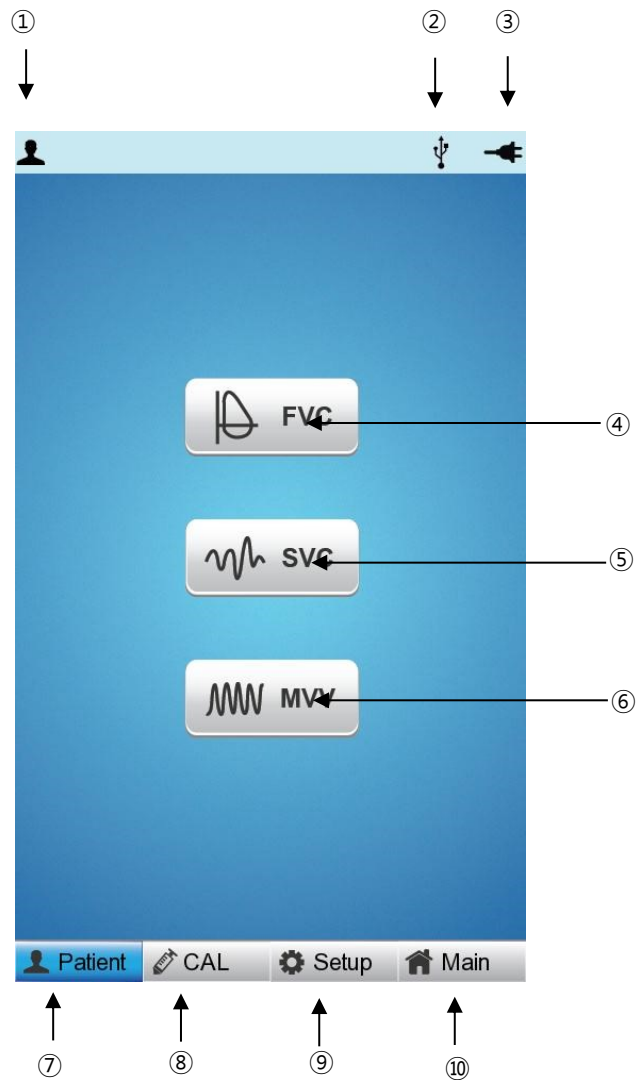 ① ② ③
FVC
④
SVC
⑤
MVV
⑥
Patient CAL Setup Main
⑦ ⑧ ⑨ ⑩